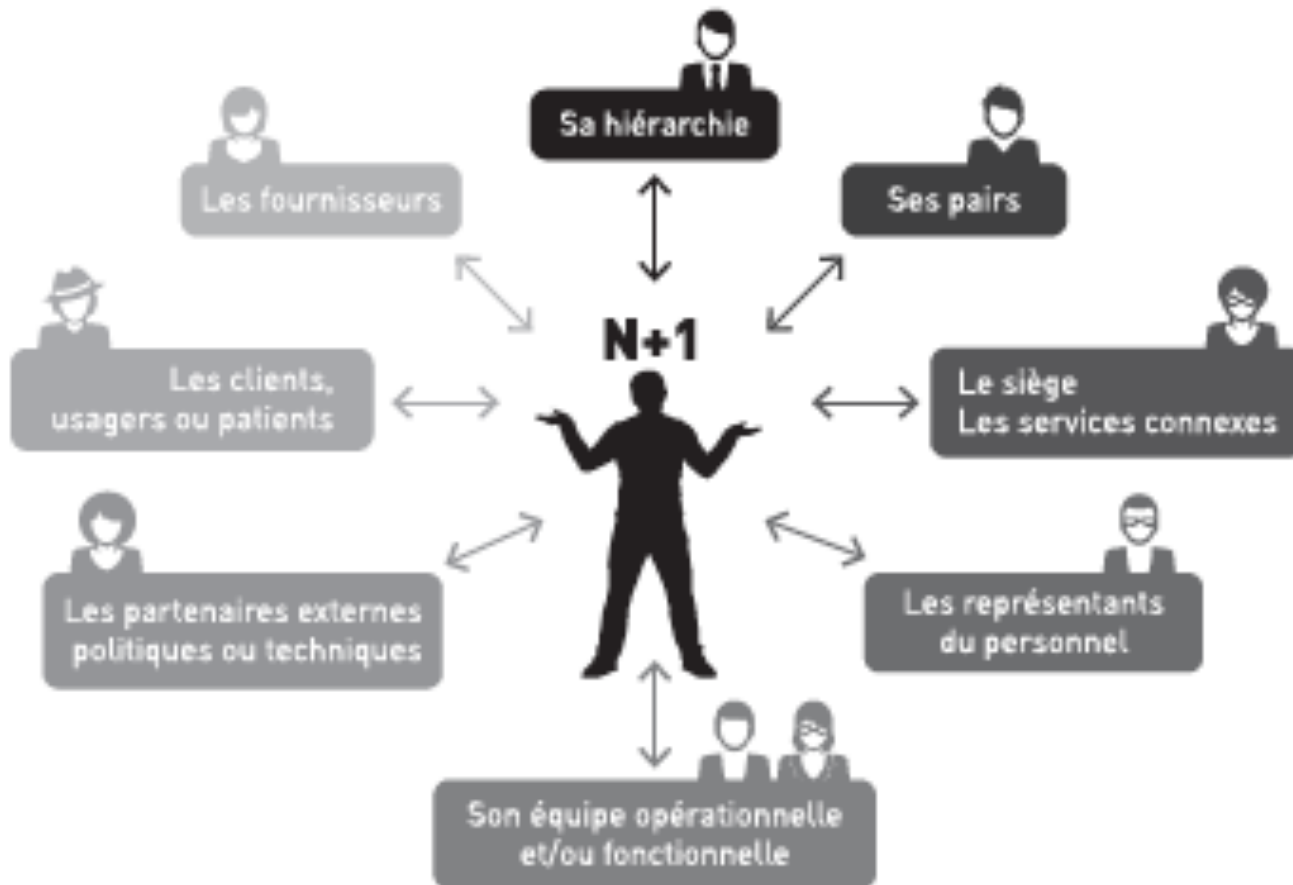 Sa hiérarchie
Les fournisseurs
Ses pairs
N+1
Les clients,
usagers ou patients
Le siège
Les services connexes
Les partenaires externes
politiques ou techniques
Les représentants
du personnel
Son équipe opérationnelle
et/ou fonctionnelle